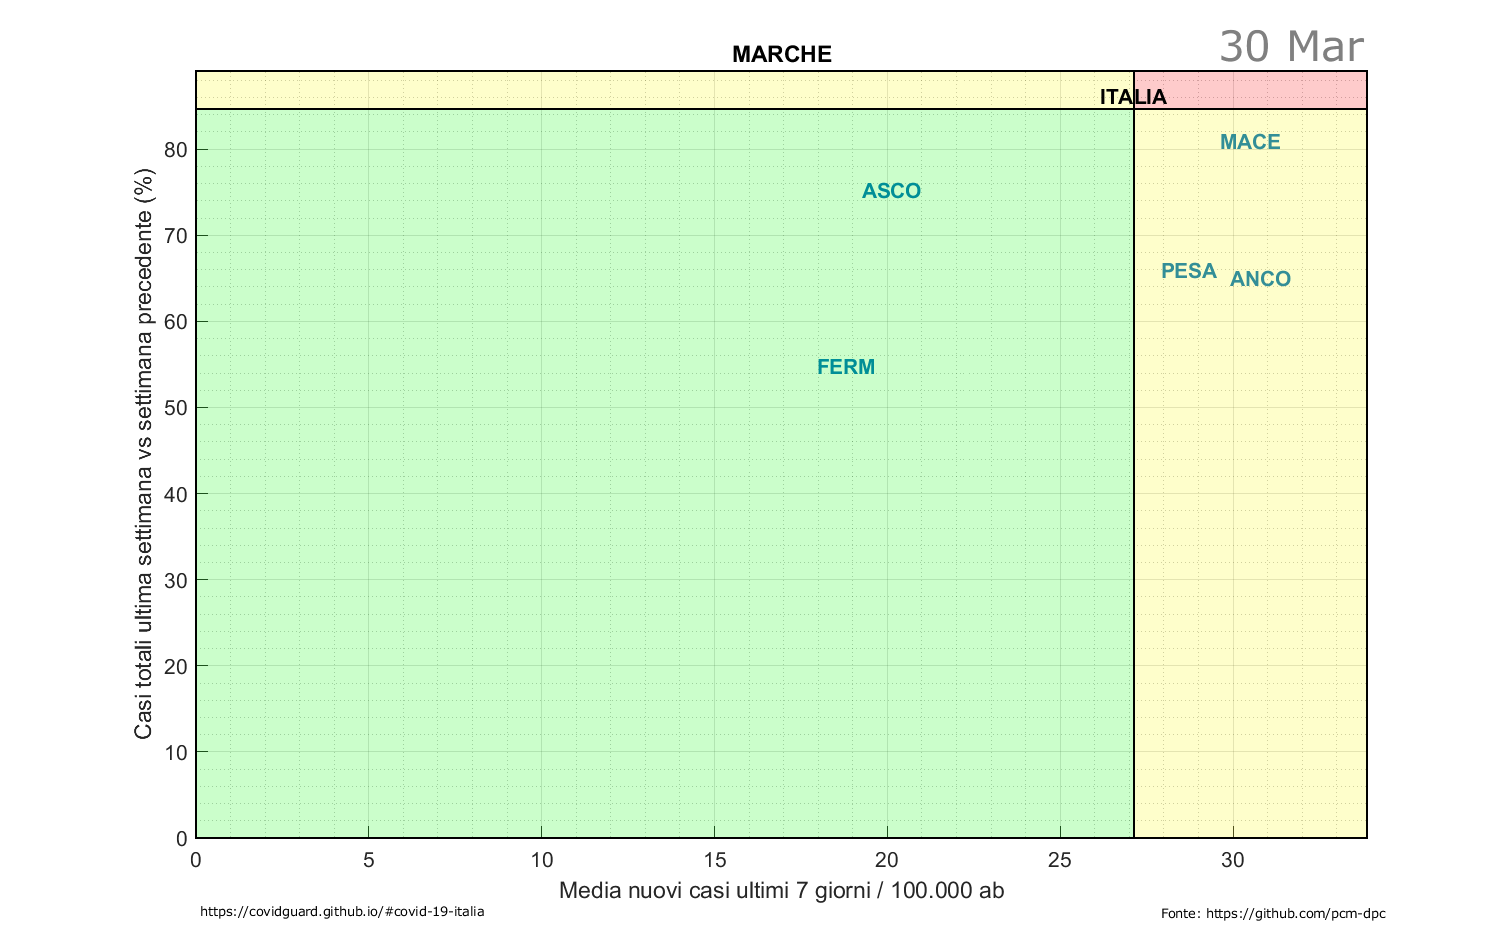 30 Mar
MARCHE
ITALIA
MACE
ASCO
PESA
ANCO
FERM
Casi totali ultima settimana vs settimana precedente (%)
80
70
60
50
40
30
20
10
0
0 5 10 15 20 25 30
Media nuovi casi ultimi 7 giorni / 100.000 ab
https://covidguard.github.io/#covid-19-italia
Fonte: https://github.com/pcm-dpc